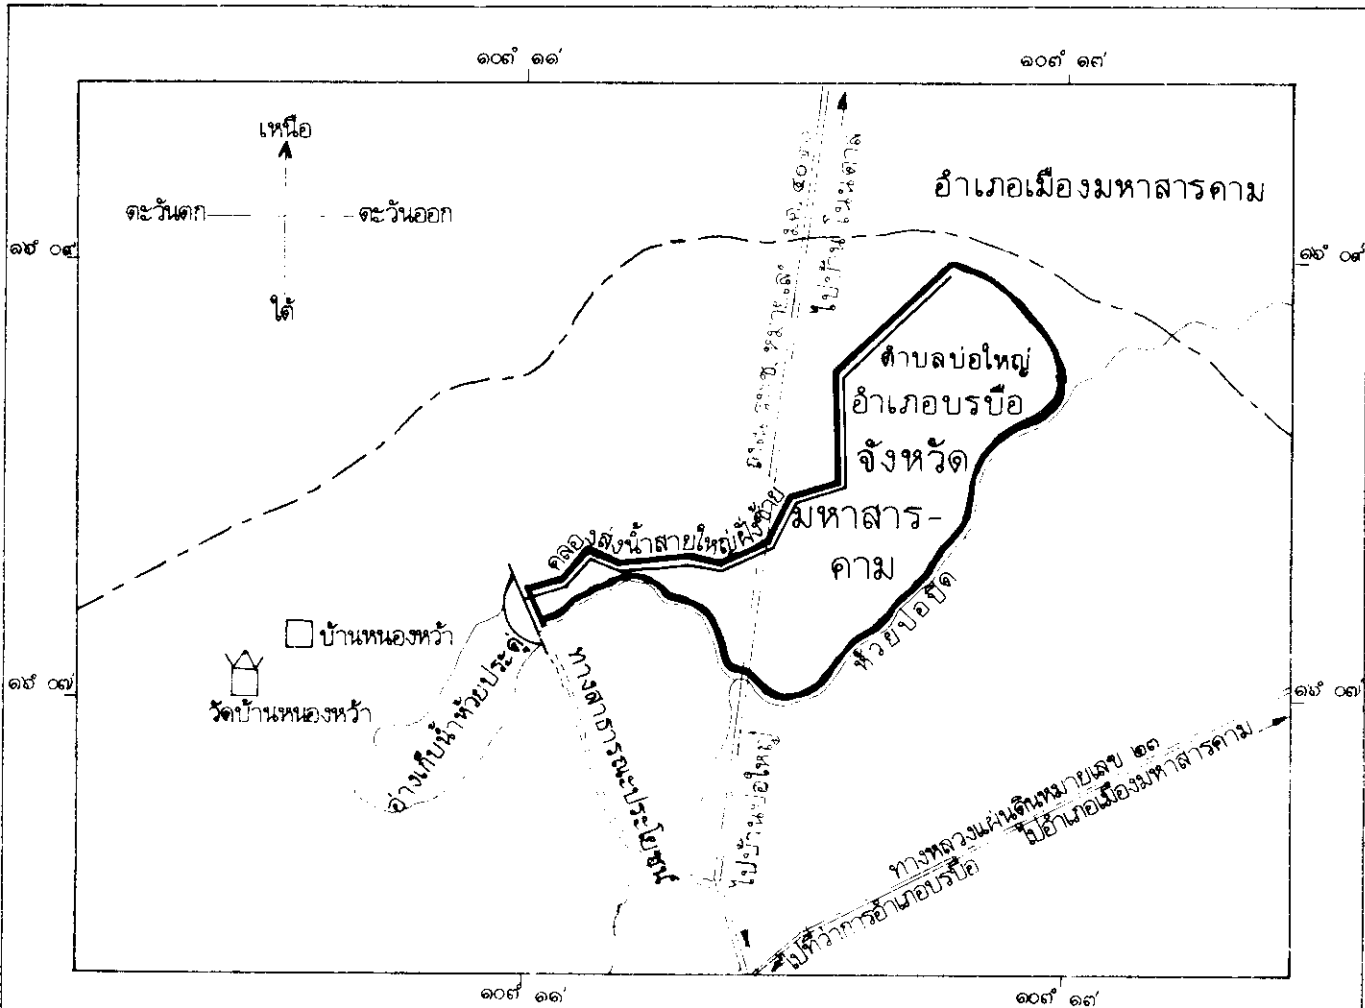 ๑๐๓° ๑๑′
๑๐๓° ๑๓′
เหนือ
ตะวันตก
ตะวันออก
ใต้
๑๖° ๐๙′
๑๖° ๐๙′
อำเภอเมืองมหาสารคาม
ไปบ้านโนนตาล
ตำบลบ่อใหญ่
อำเภอบรบือ
จังหวัด
มหาสาร-
คาม
คลองส่งน้ำสายใหญ่ฝั่งซ้าย
ห้วยปอปิด
บ้านหนองหว้า
วัดบ้านหนองหว้า
อ่างเก็บน้ำห้วยประดู่
ทางสาธารณะประโยชน์
ไปบ้านบ่อใหญ่
๑๖° ๐๗′
๑๖° ๐๗′
ทางหลวงแผ่นดินหมายเลข ๒๓
ไปที่ว่าการอำเภอบรบือ
ไปอำเภอเมืองมหาสารคาม
๑๐๓° ๑๑′
๑๐๓° ๑๓′